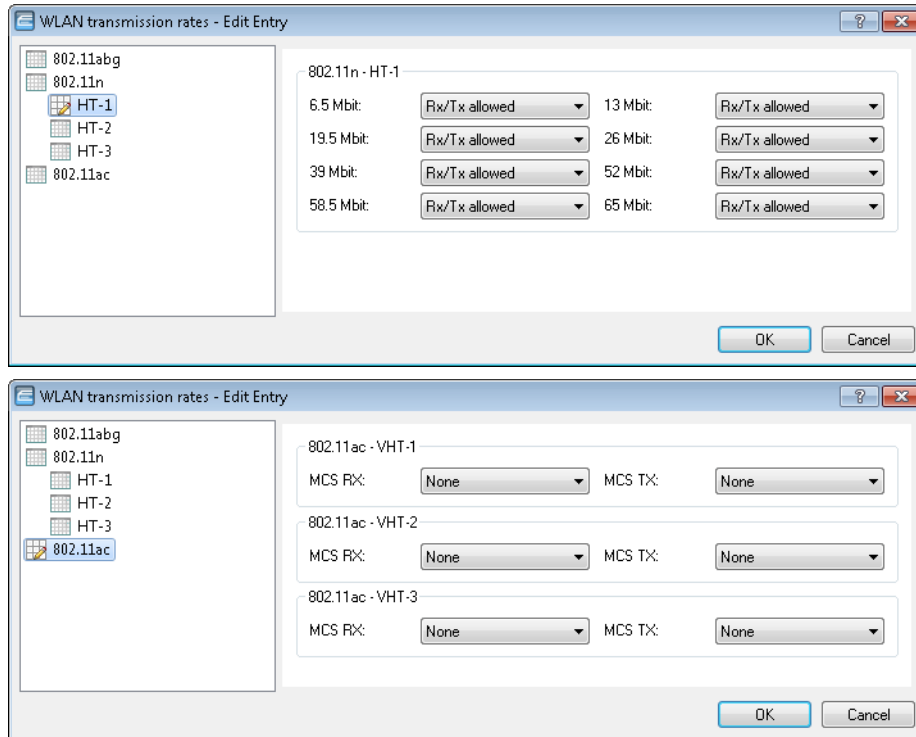 WLAN transmission rates - Edit Entry
802.11abg
802.11n
HT-1
HT-2
HT-3
802.11ac
802.11n - HT-1
6.5 Mbit: Rx/Tx allowed 13 Mbit: Rx/Tx allowed
19.5 Mbit: Rx/Tx allowed 26 Mbit: Rx/Tx allowed
39 Mbit: Rx/Tx allowed 52 Mbit: Rx/Tx allowed
58.5 Mbit: Rx/Tx allowed 65 Mbit: Rx/Tx allowed
OK Cancel
WLAN transmission rates - Edit Entry
802.11abg
802.11n
HT-1
HT-2
HT-3
802.11ac
802.11ac - VHT-1
MCS RX: None MCS TX: None
802.11ac - VHT-2
MCS RX: None MCS TX: None
802.11ac - VHT-3
MCS RX: None MCS TX: None
OK Cancel